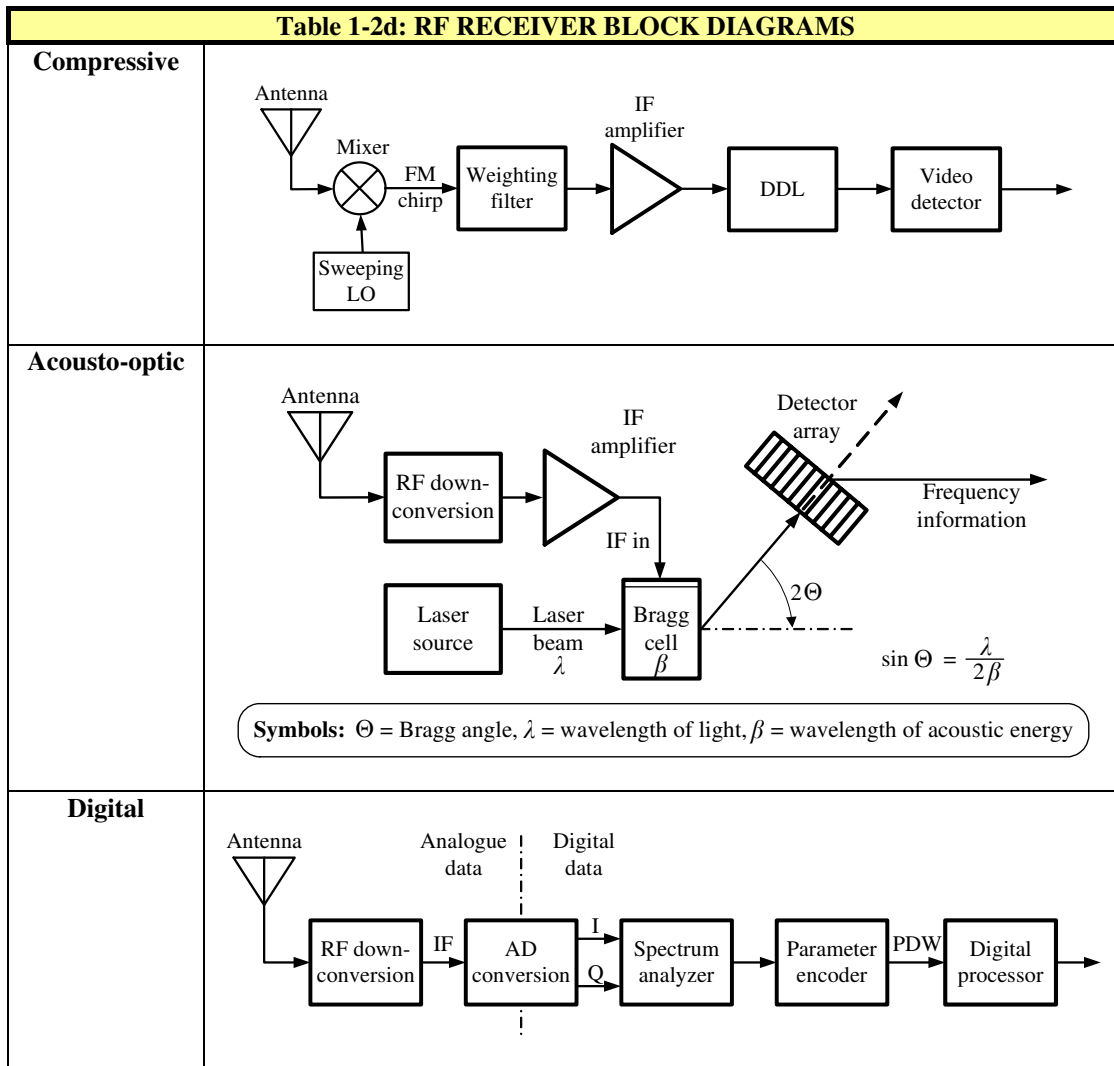 Table 1-2d: RF RECEIVER BLOCK DIAGRAMS
Compressive
Antenna
Mixer
FM
chirp
Sweeping
LO
Weighting
filter
IF
amplifier
DDL
Video
detector
Acousto-optic
Antenna
RF down-
conversion
IF
amplifier
IF in
Laser
source
Laser
beam
λ
Bragg
cell
β
Detector
array
Frequency
information
2Θ
sin Θ = λ / 2β
Symbols: Θ = Bragg angle, λ = wavelength of light, β = wavelength of acoustic energy
Digital
Antenna
Analogue
data
Digital data
RF down-
conversion
IF
AD
conversion
I
Q
Spectrum
analyzer
Parameter
encoder
PDW
Digital
processor